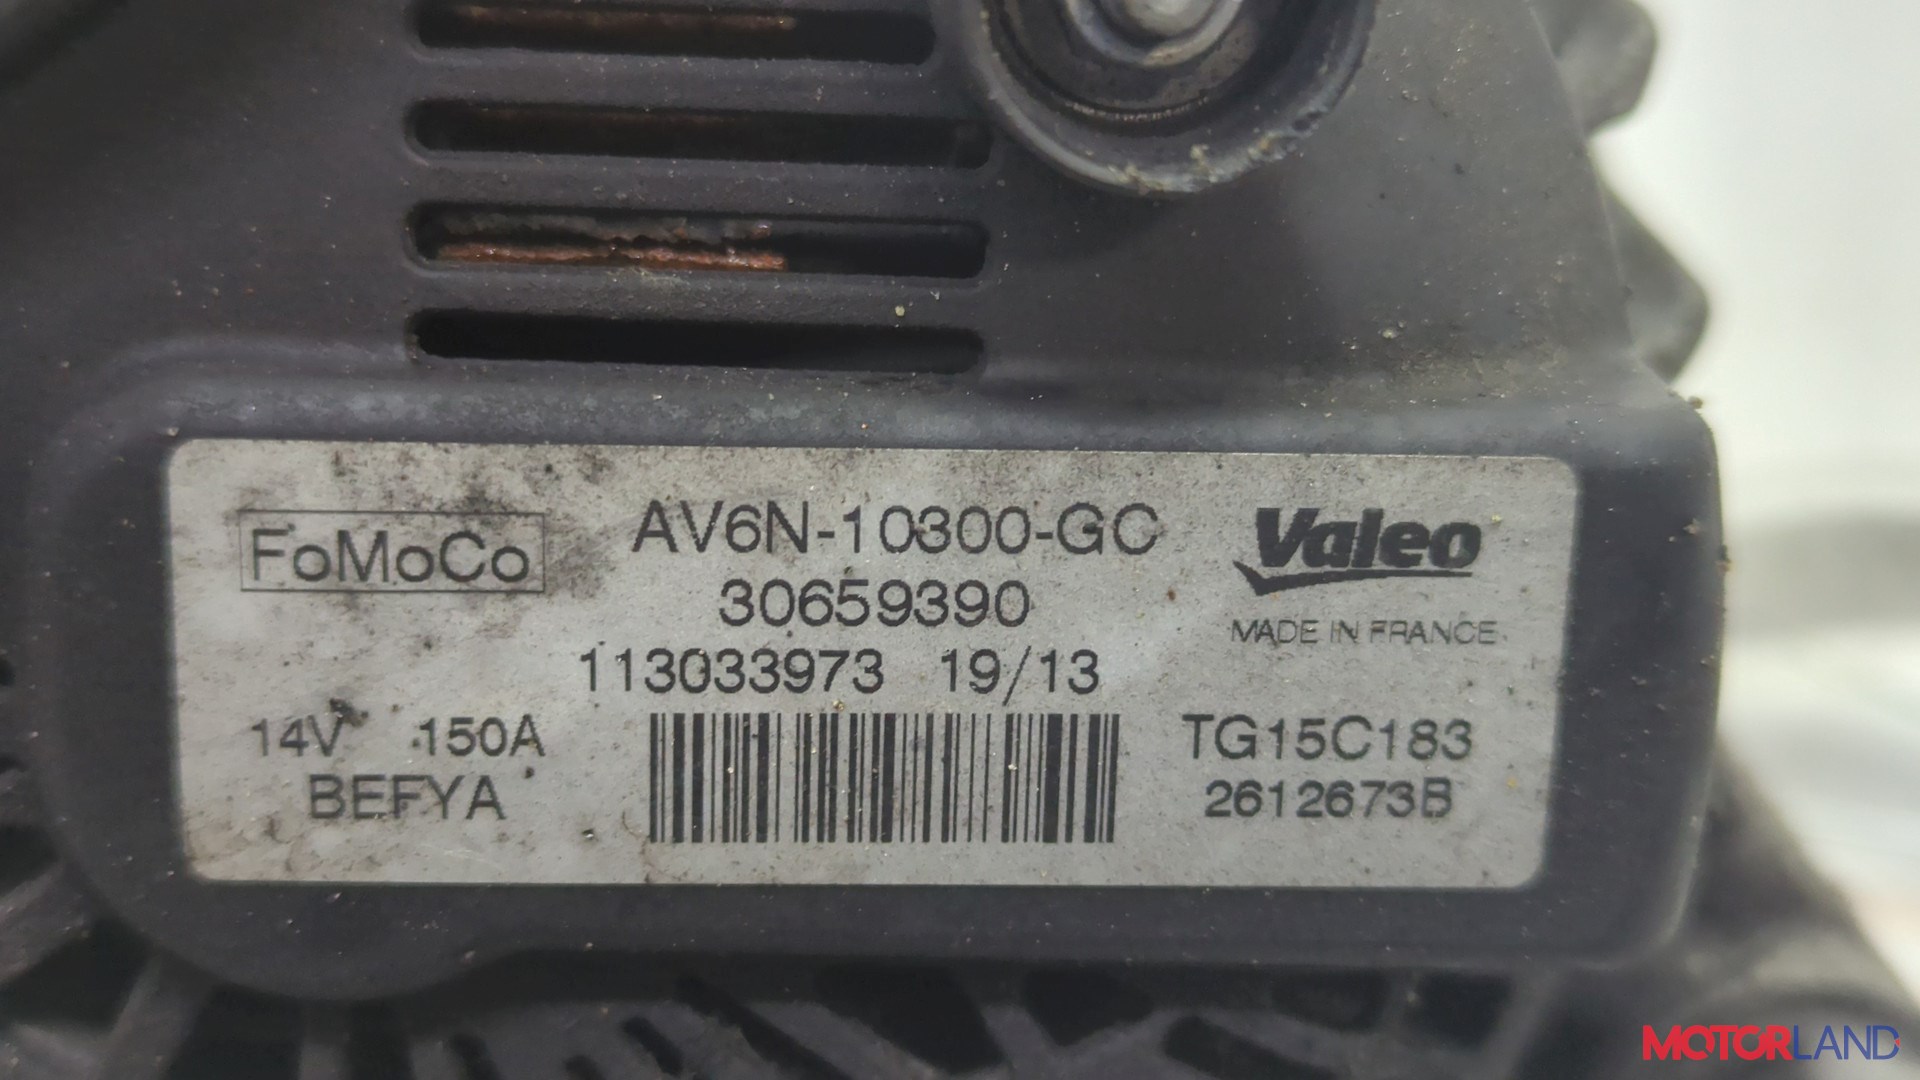 FoMoCo
AV6N-10300-GC
30659390
113033973 19/13
Valeo
MADE IN FRANCE
14V 150A
BEFYA
TG15C183
2612673B
MOTORLAND